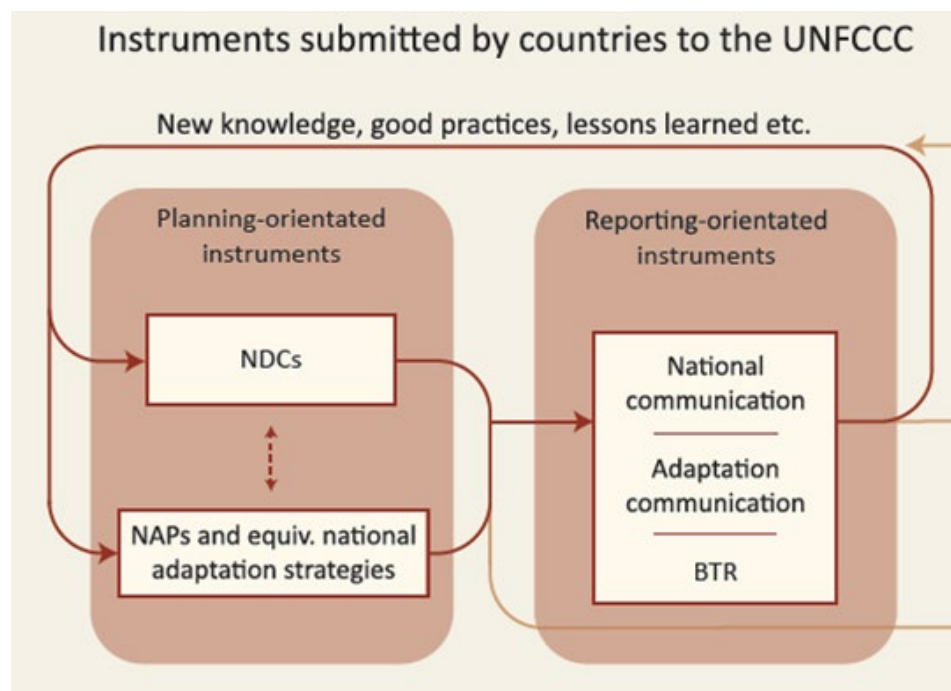 Instruments submitted by countries to the UNFCCC
New knowledge, good practices, lessons learned etc.
Planning-orientated
instruments
NDCs
NAPs and equiv. national
adaptation strategies
Reporting-orientated
instruments
National
communication
Adaptation
communication
BTR